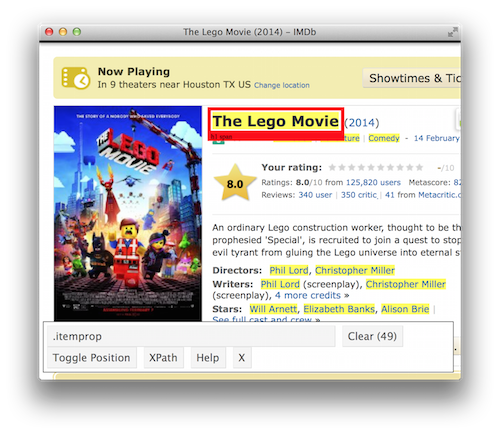 The Lego Movie (2014) – IMDb
Now Playing
In 9 theaters near Houston TX US Change location
Showtimes & Tic
THE STORY OF A NOBODY WHO SAVED EVERYBODY
THE LEGO MOVIE
The Lego Movie (2014)
Comedy - 14 February
Your rating: -/10
8.0
Ratings: 8.0/10 from 125,820 users Metascore: 82
Reviews: 340 user | 350 critic | 41 from Metacritic.c
An ordinary Lego construction worker, thought to be th
prophesied 'Special', is recruited to join a quest to stop
evil tyrant from gluing the Lego universe into eternal s
Directors: Phil Lord, Christopher Miller
Writers: Phil Lord (screenplay), Christopher Miller
(screenplay), 4 more credits »
Stars: Will Arnett, Elizabeth Banks, Alison Brie |
See full cast and crew »
.itemprop
Clear (49)
Toggle Position
XPath
Help
X